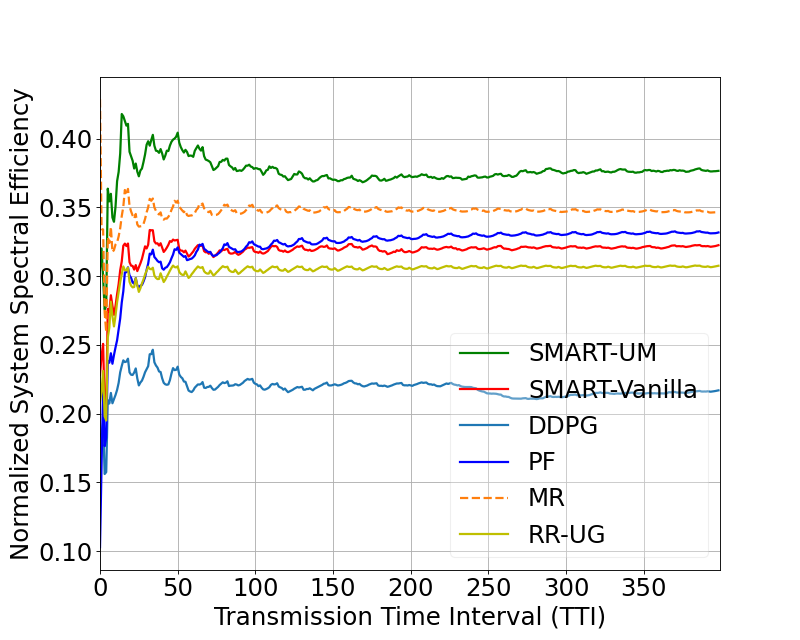 Normalized System Spectral Efficiency
0.40
0.35
0.30
0.25
0.20
0.15
0.10
SMART-UM
SMART-Vanilla
DDPG
PF
MR
RR-UG
0 50 100 150 200 250 300 350
Transmission Time Interval (TTI)